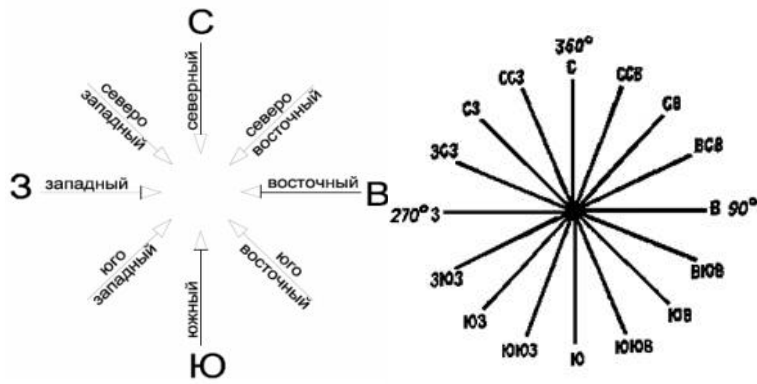 С
северо
западный
северный
северо
восточный
З
западный
восточный
В
юго
западный
южный
юго
восточный
Ю
360°
С
ССЗ
ССВ
СЗ
СВ
ЗСЗ
ВСВ
270° З
В 90°
ЗЮЗ
ВЮВ
ЮЗ
ЮВ
ЮЮЗ
ЮЮВ
Ю